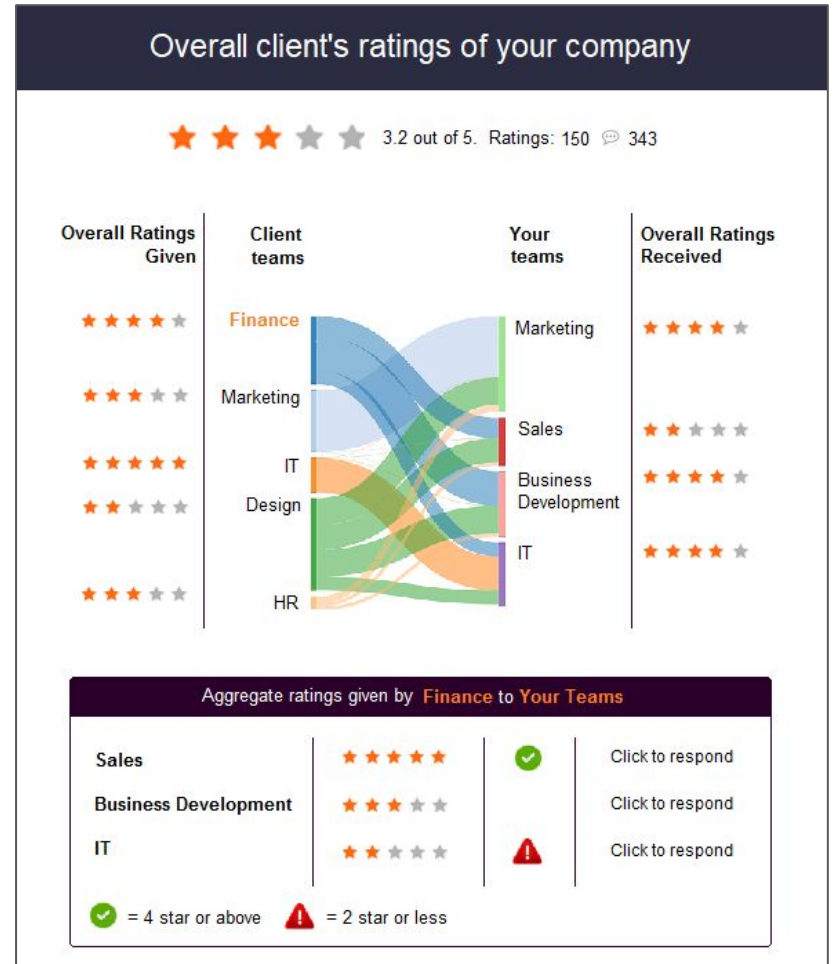 Overall client's ratings of your company
3.2 out of 5. Ratings: 150 343
Overall Ratings
Given
Client
teams
Your
teams
Overall Ratings
Received
Finance
Marketing
IT
Design
HR
Marketing
Sales
Business
Development
IT
Aggregate ratings given by Finance to Your Teams
Sales Click to respond
Business Development Click to respond
IT Click to respond
= 4 star or above = 2 star or less